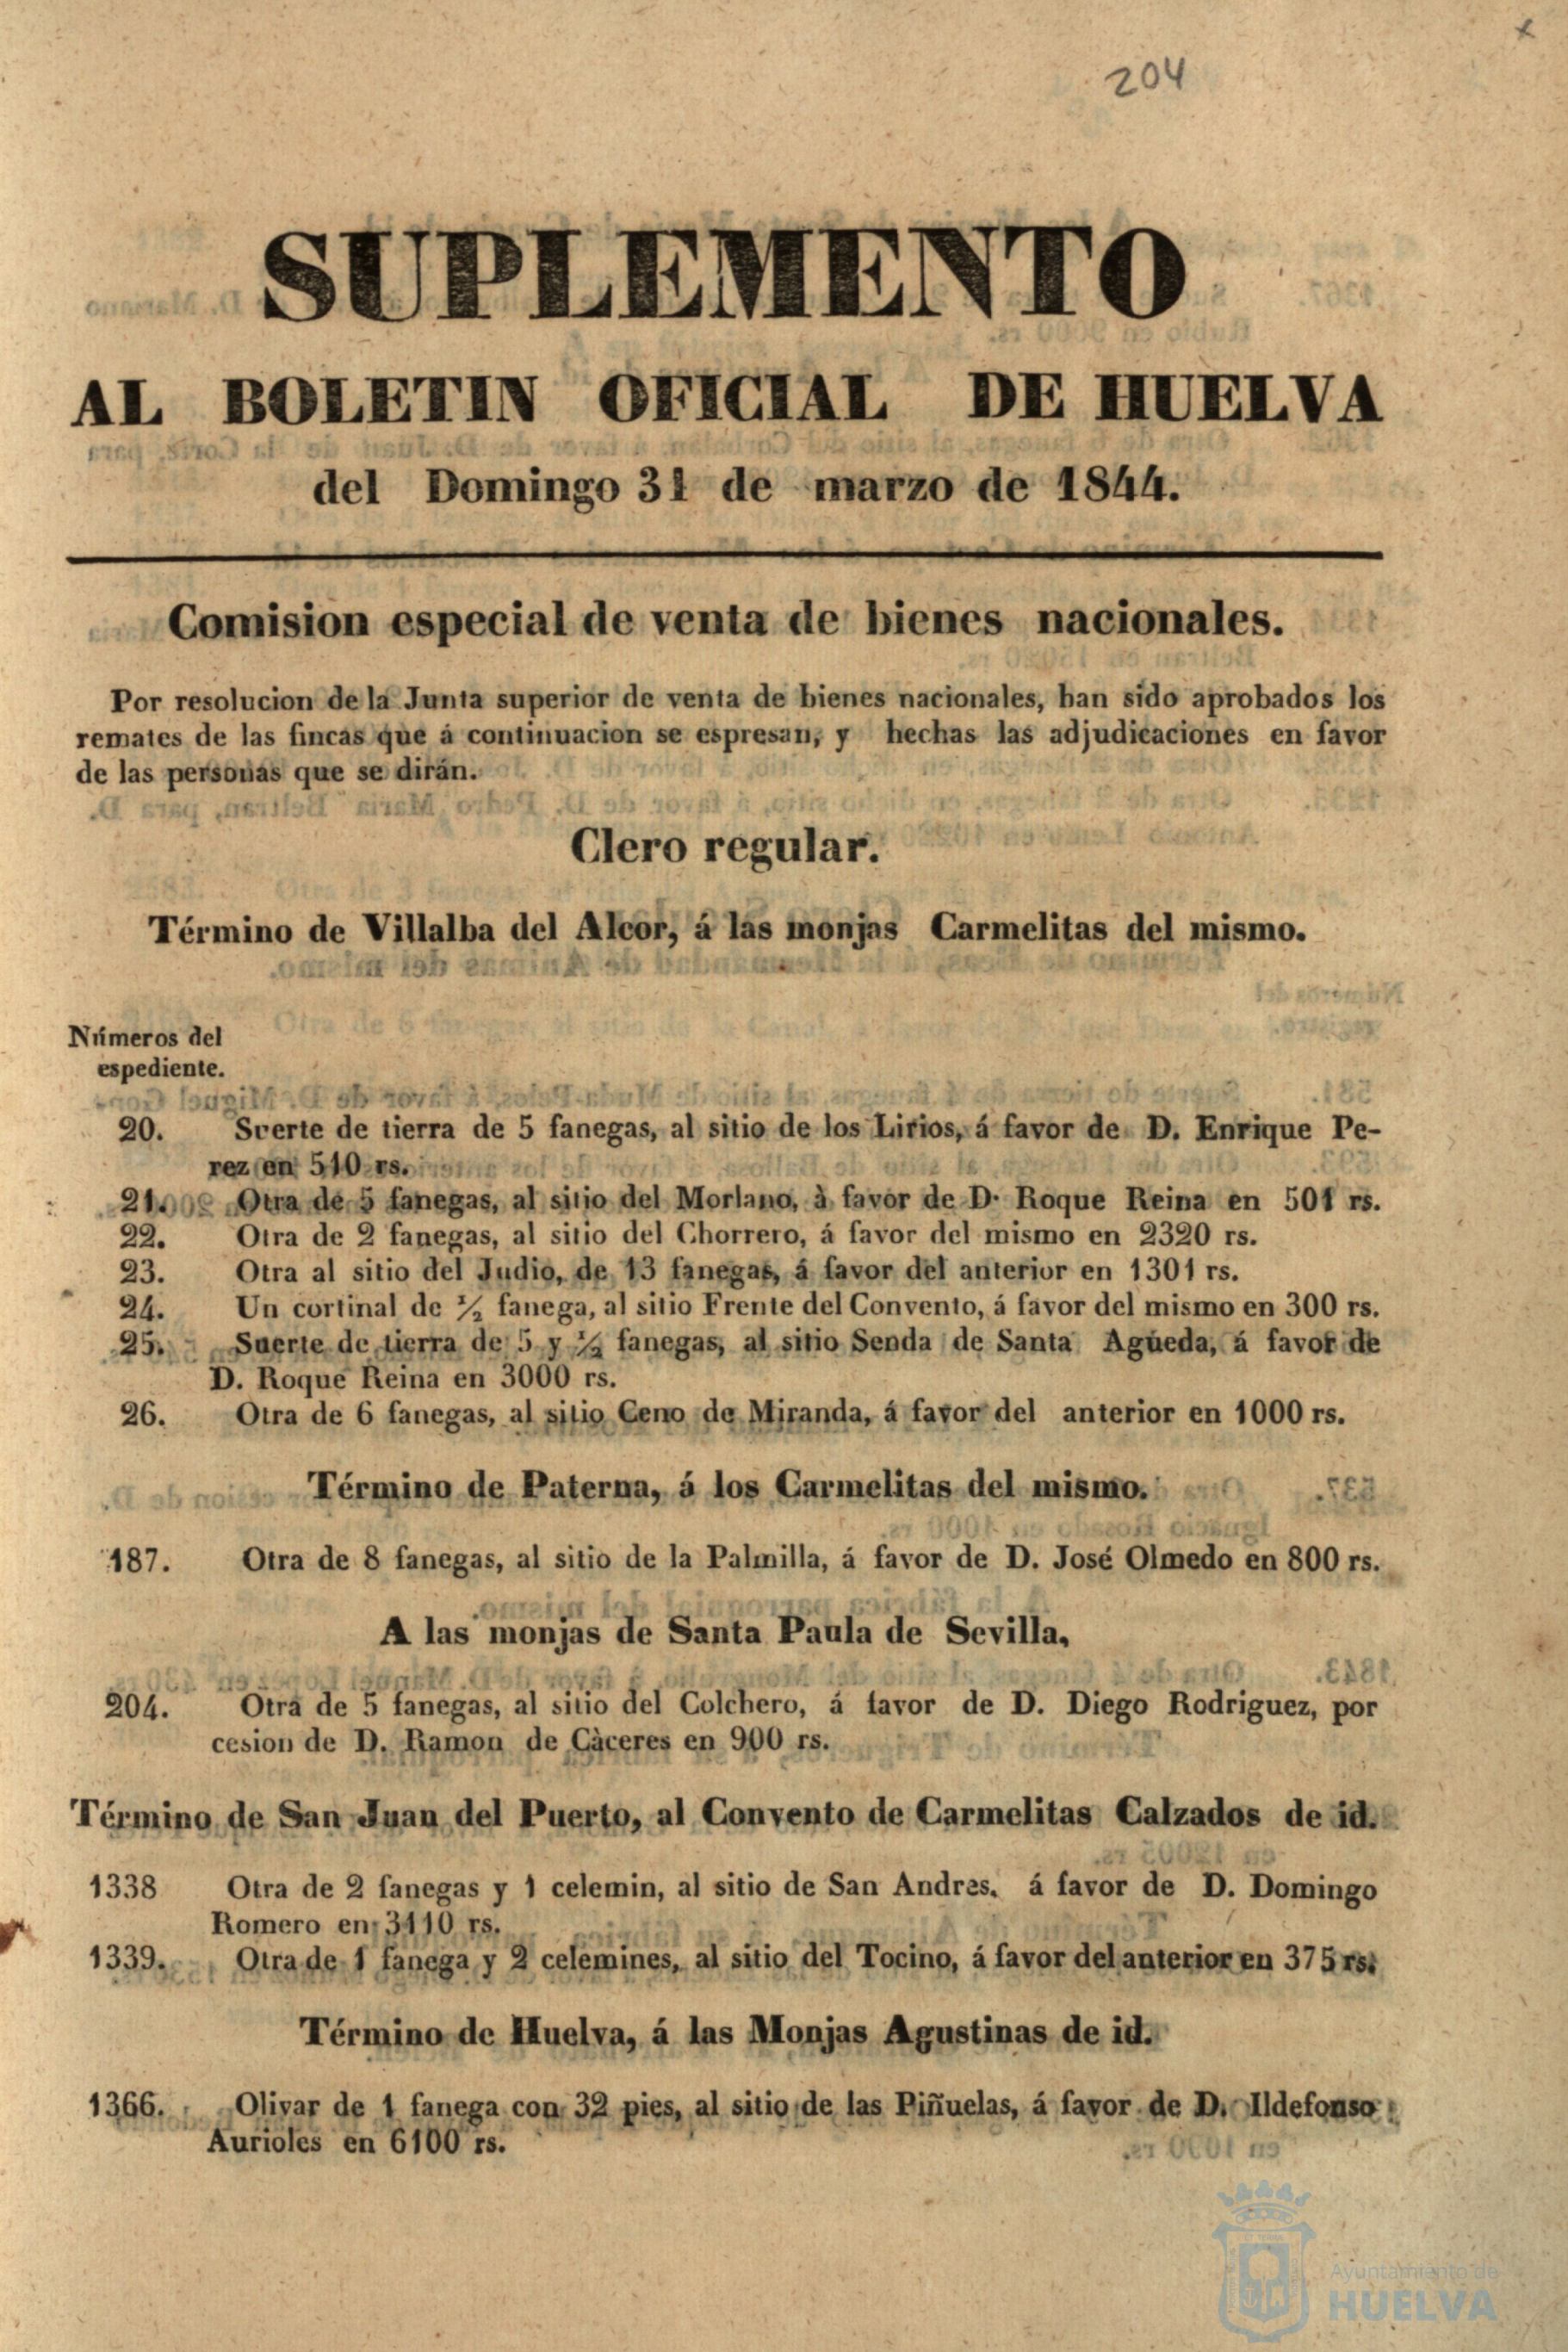 204
SUPLEMENTO
AL BOLETIN OFICIAL DE HUELVA
del Domingo 31 de marzo de 1844.
Comision especial de venta de bienes nacionales.
Por resolucion de la Junta superior de venta de bienes nacionales, han sido aprobados los
remates de las fincas que á continuacion se espresan, y hechas las adjudicaciones en favor
de las personas que se dirán.
Clero regular.
Término de Villalba del Alcor, á las monjas Carmelitas del mismo.
Números del
espediente.
20. Suerte de tierra de 5 fanegas, al sitio de los Lirios, á favor de D. Enrique Pe-
rez en 510 rs.
21. Otra de 5 fanegas, al sitio del Morlano, à favor de D. Roque Reina en 501 rs.
22. Otra de 2 fanegas, al sitio del Chorrero, á favor del mismo en 2320 rs.
23. Otra al sitio del Judio, de 13 fanegas, á favor del anterior en 1301 rs.
24. Un cortinal de ½ fanega, al sitio Frente del Convento, á favor del mismo en 300 rs.
25. Suerte de tierra de 5 y ½ fanegas, al sitio Senda de Santa Agueda, á favor de
D. Roque Reina en 3000 rs.
26. Otra de 6 fanegas, al sitio Ceno de Miranda, á favor del anterior en 1000 rs.
Término de Paterna, á los Carmelitas del mismo.
187. Otra de 8 fanegas, al sitio de la Palmilla, á favor de D. José Olmedo en 800 rs.
A las monjas de Santa Paula de Sevilla,
204. Otra de 5 fanegas, al sitio del Colchero, á favor de D. Diego Rodriguez, por
cesion de D. Ramon de Càceres en 900 rs.
Término de San Juan del Puerto, al Convento de Carmelitas Calzados de id.
1338 Otra de 2 fanegas y 1 celemin, al sitio de San Andres, á favor de D. Domingo
Romero en 3110 rs.
1339. Otra de 1 fanega y 2 celemines, al sitio del Tocino, á favor del anterior en 375 rs.
Término de Huelva, á las Monjas Agustinas de id.
1366. Olivar de 1 fanega con 32 pies, al sitio de las Piñuelas, á favor de D. Ildefonso
Aurioles en 6100 rs.
Ayuntamiento de
HUELVA